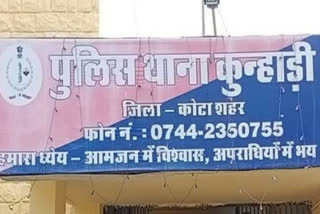 पुलिस थाना कुन्हाड़ी
जिला - कोटा शहर
फोन नं. : 0744-2350755
हमारा ध्येय - आमजन में विश्वास, अपराधियों में भय